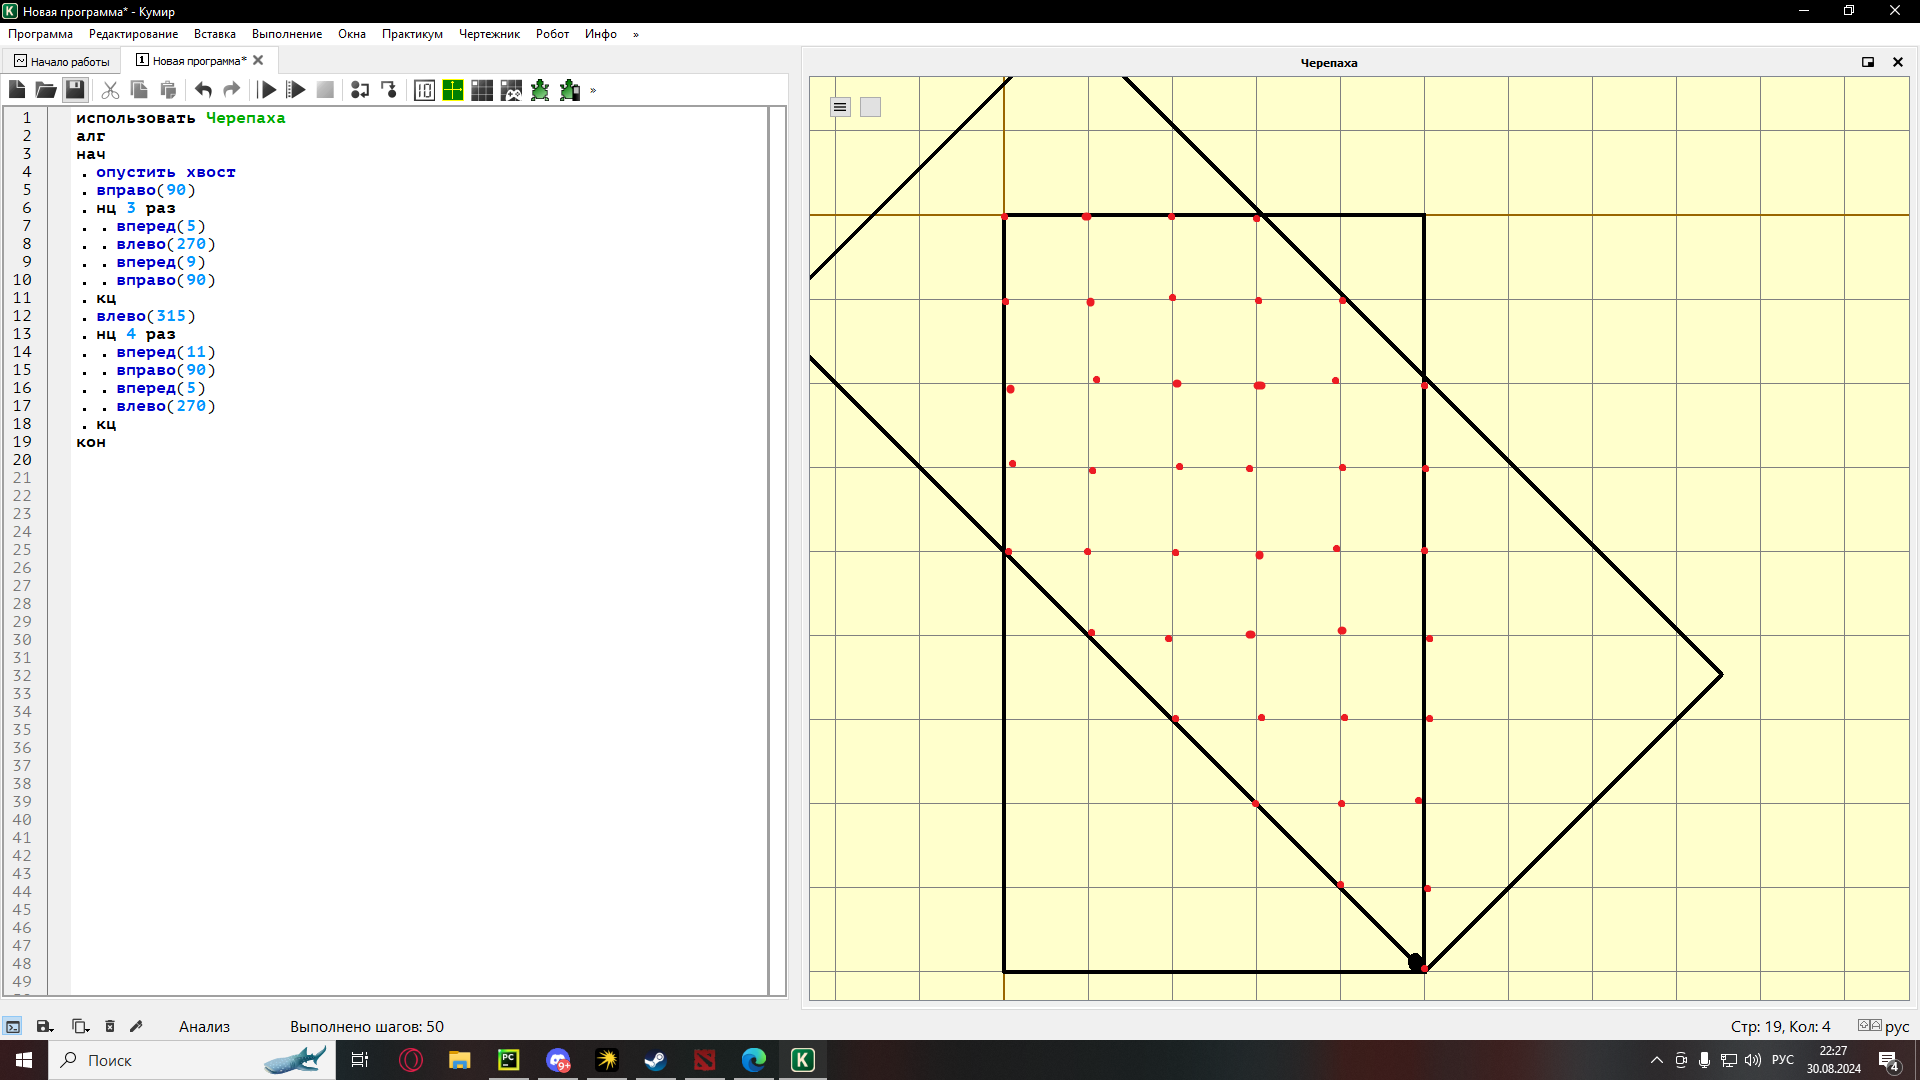 Новая программа* - Кумир
Программа Редактирование Вставка Выполнение Окна Практикум Чертежник Робот Инфо »
Начало работы
1 Новая программа*
Черепаха
»
1 использовать Черепаха
2 алг
3 нач
4 . опустить хвост
5 . вправо(90)
6 . нц 3 раз
7 . . вперед(5)
8 . . влево(270)
9 . . вперед(9)
10 . . вправо(90)
11 . кц
12 . влево(315)
13 . нц 4 раз
14 . . вперед(11)
15 . . вправо(90)
16 . . вперед(5)
17 . . влево(270)
18 . кц
19 кон
20
21
22
23
24
25
26
27
28
29
30
31
32
33
34
35
36
37
38
39
40
41
42
43
44
45
46
47
48
49
Анализ Выполнено шагов: 50 Стр: 19, Кол: 4 рус
Поиск
PC
9+
K
РУС
22:27
30.08.2024
4